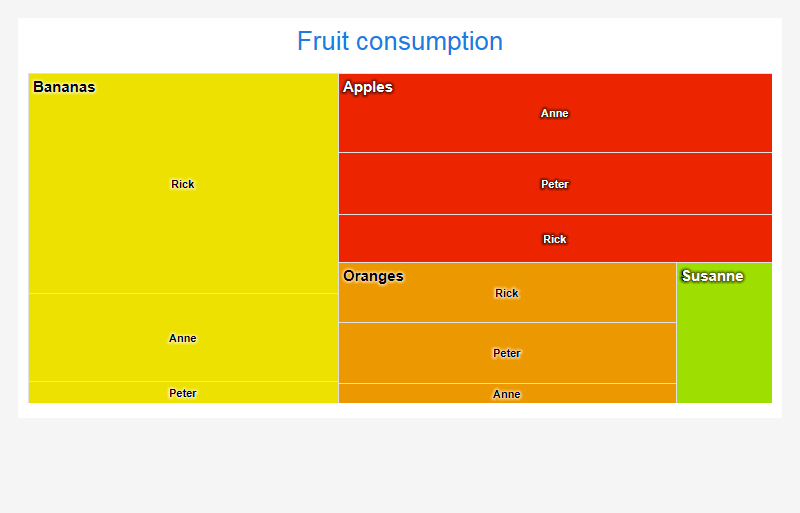 Fruit consumption
Bananas
Rick
Anne
Peter
Apples
Anne
Peter
Rick
Oranges
Rick
Peter
Anne
Susanne